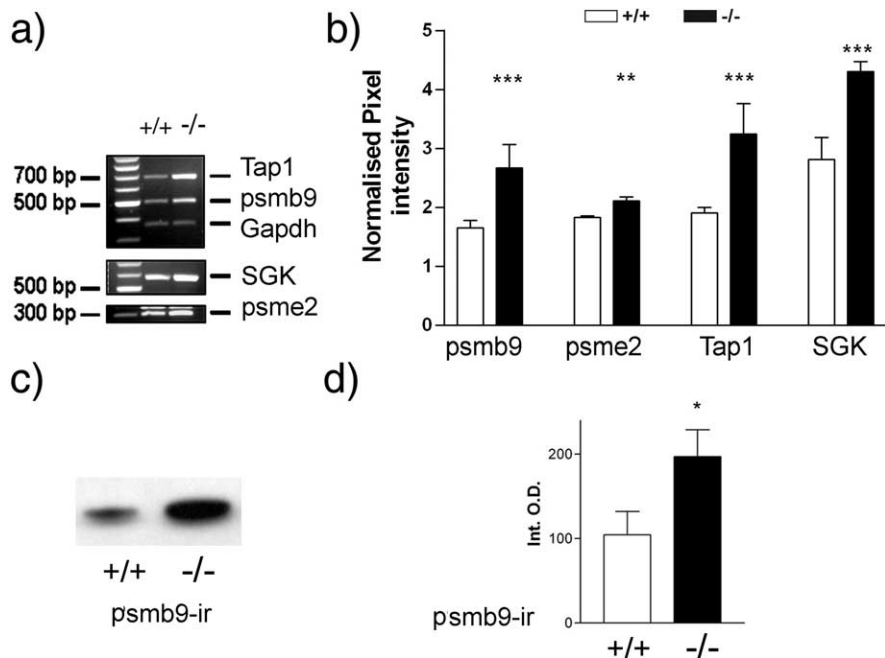 a)
+/+ -/-
700 bp
500 bp
Tap1
psmb9
Gapdh
500 bp
SGK
300 bp
psme2
b)
+/+ -/-
Normalised Pixel
intensity
5
4
3
2
1
0
*** ** *** ***
psmb9 psme2 Tap1 SGK
c)
+/+ -/-
psmb9-ir
d)
*
Int. O.D.
200
100
0
psmb9-ir
+/+ -/-